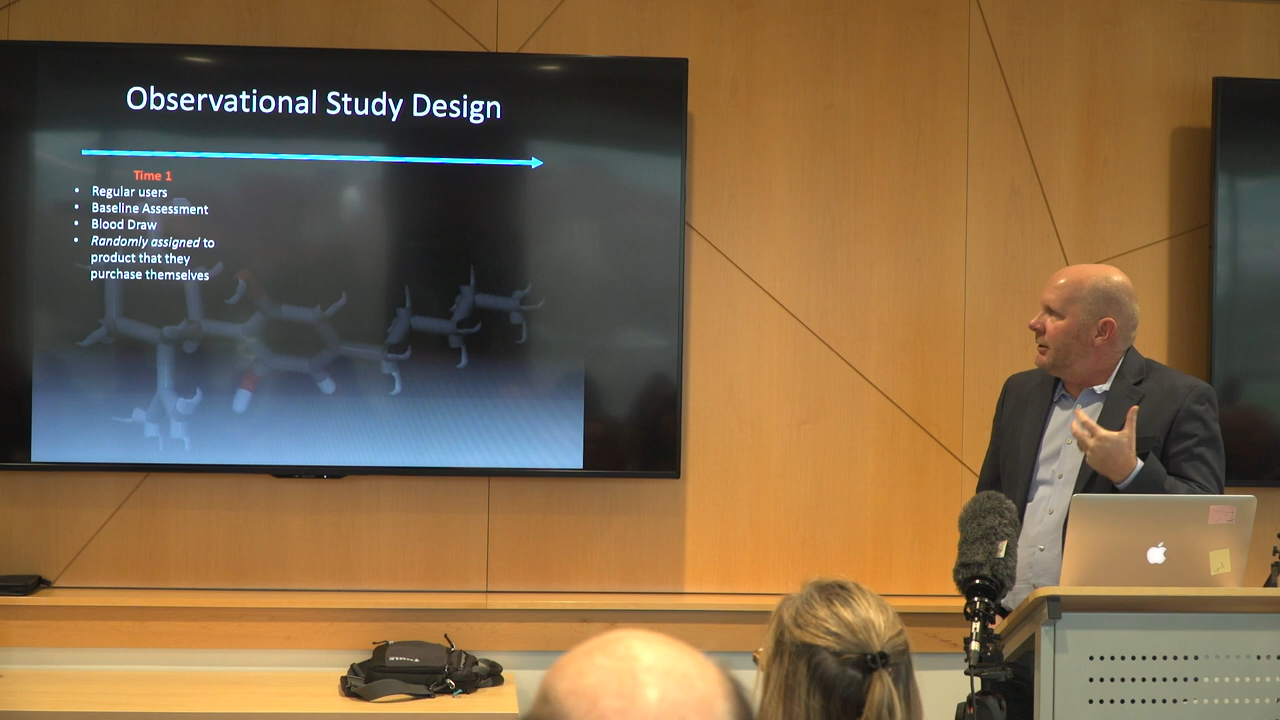 Observational Study Design
Time 1
• Regular users
• Baseline Assessment
• Blood Draw
• Randomly assigned to
product that they
purchase themselves
THULE